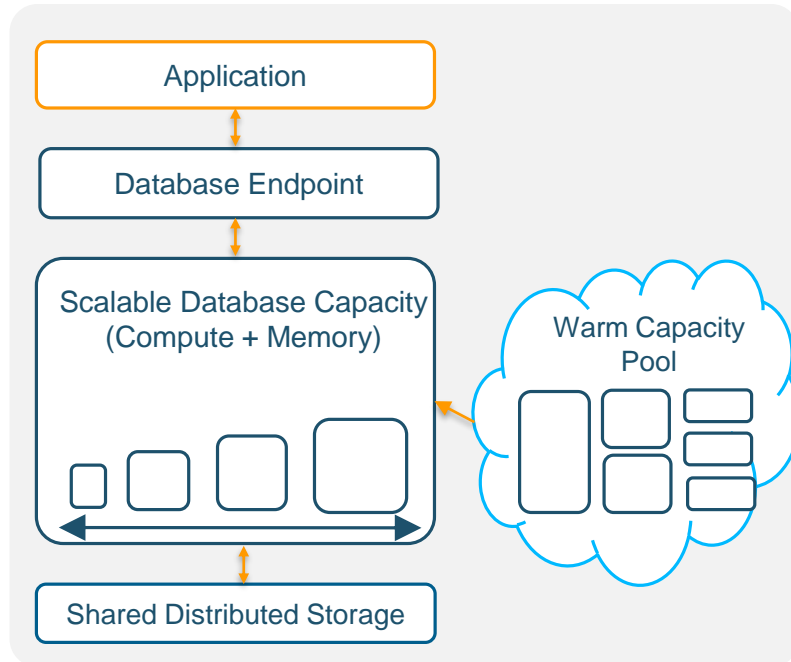 Application
Database Endpoint
Scalable Database Capacity
(Compute + Memory)
Warm Capacity
Pool
Shared Distributed Storage